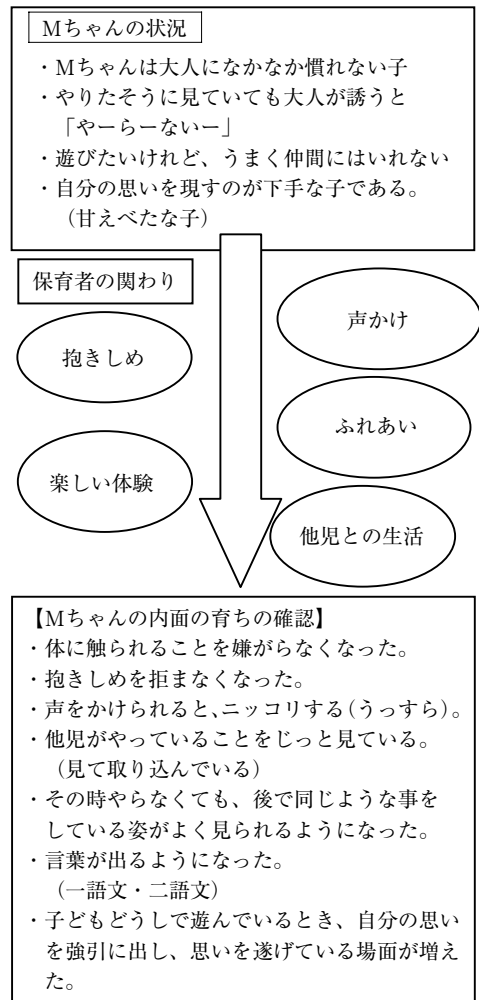 Mちゃんの状況
・Mちゃんは大人になかなか慣れない子
・やりたそうに見ていても大人が誘うと
「やーらーないー」
・遊びたいけれど、うまく仲間にはいれない
・自分の思いを現すのが下手な子である。
(甘えべたな子)
保育者の関わり
声かけ
抱きしめ
ふれあい
楽しい体験
他児との生活
【Mちゃんの内面の育ちの確認】
・体に触られることを嫌がらなくなった。
・抱きしめを拒まなくなった。
・声をかけられると、ニッコリする(うっすら)。
・他児がやっていることをじっと見ている。
(見て取り込んでいる)
・その時やらなくても、後で同じような事を
している姿がよく見られるようになった。
・言葉が出るようになった。
(一語文・二語文)
・子どもどうしで遊んでいるとき、自分の思い
を強引に出し、思いを遂げている場面が増え
た。